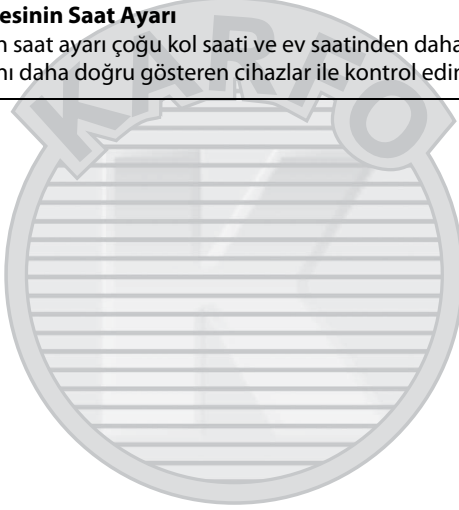 esinin Saat Ayarı
n saat ayarı çoğu kol saati ve ev saatinden daha
nı daha doğru gösteren cihazlar ile kontrol edin
KARFO
K